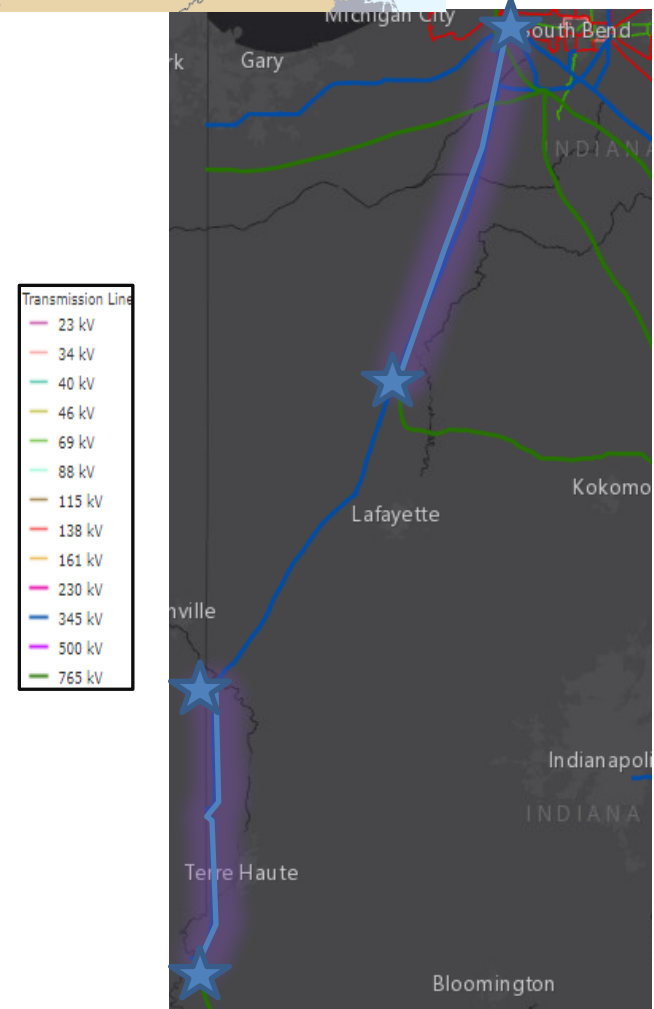 Michigan City
South Bend
rk
Gary
INDIANA
Transmission Line
23 kV
34 kV
40 kV
46 kV
69 kV
88 kV
115 kV
138 kV
161 kV
230 kV
345 kV
500 kV
765 kV
Kokomo
Lafayette
nville
Indianapoli
INDIANA
Terre Haute
Bloomington